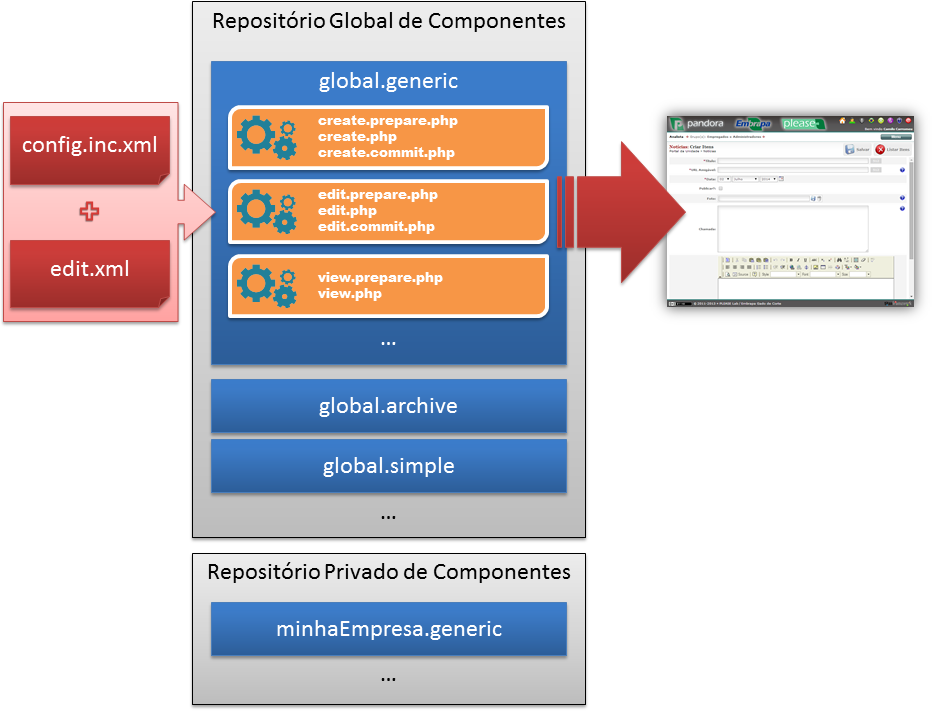 Repositório Global de Componentes
global.generic
create.prepare.php
create.php
create.commit.php
config.inc.xml
edit.xml
edit.prepare.php
edit.php
edit.commit.php
view.prepare.php
view.php
...
global.archive
global.simple
...
Repositório Privado de Componentes
minhaEmpresa.generic
...
pandora
Embrapa
please
Notícias: Criar Item
Salvar
Listar Itens